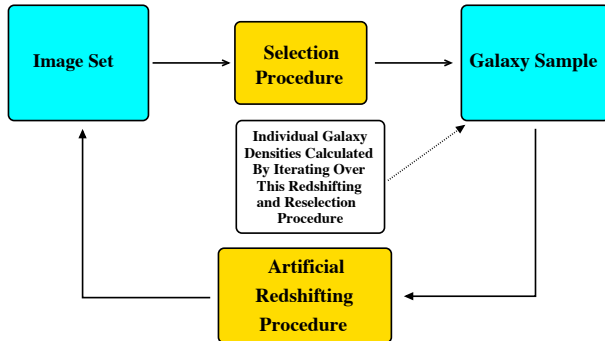 Image Set
Selection
Procedure
Galaxy Sample
Individual Galaxy
Densities Calculated
By Iterating Over
This Redshifting
and Reselection
Procedure
Artificial
Redshifting
Procedure